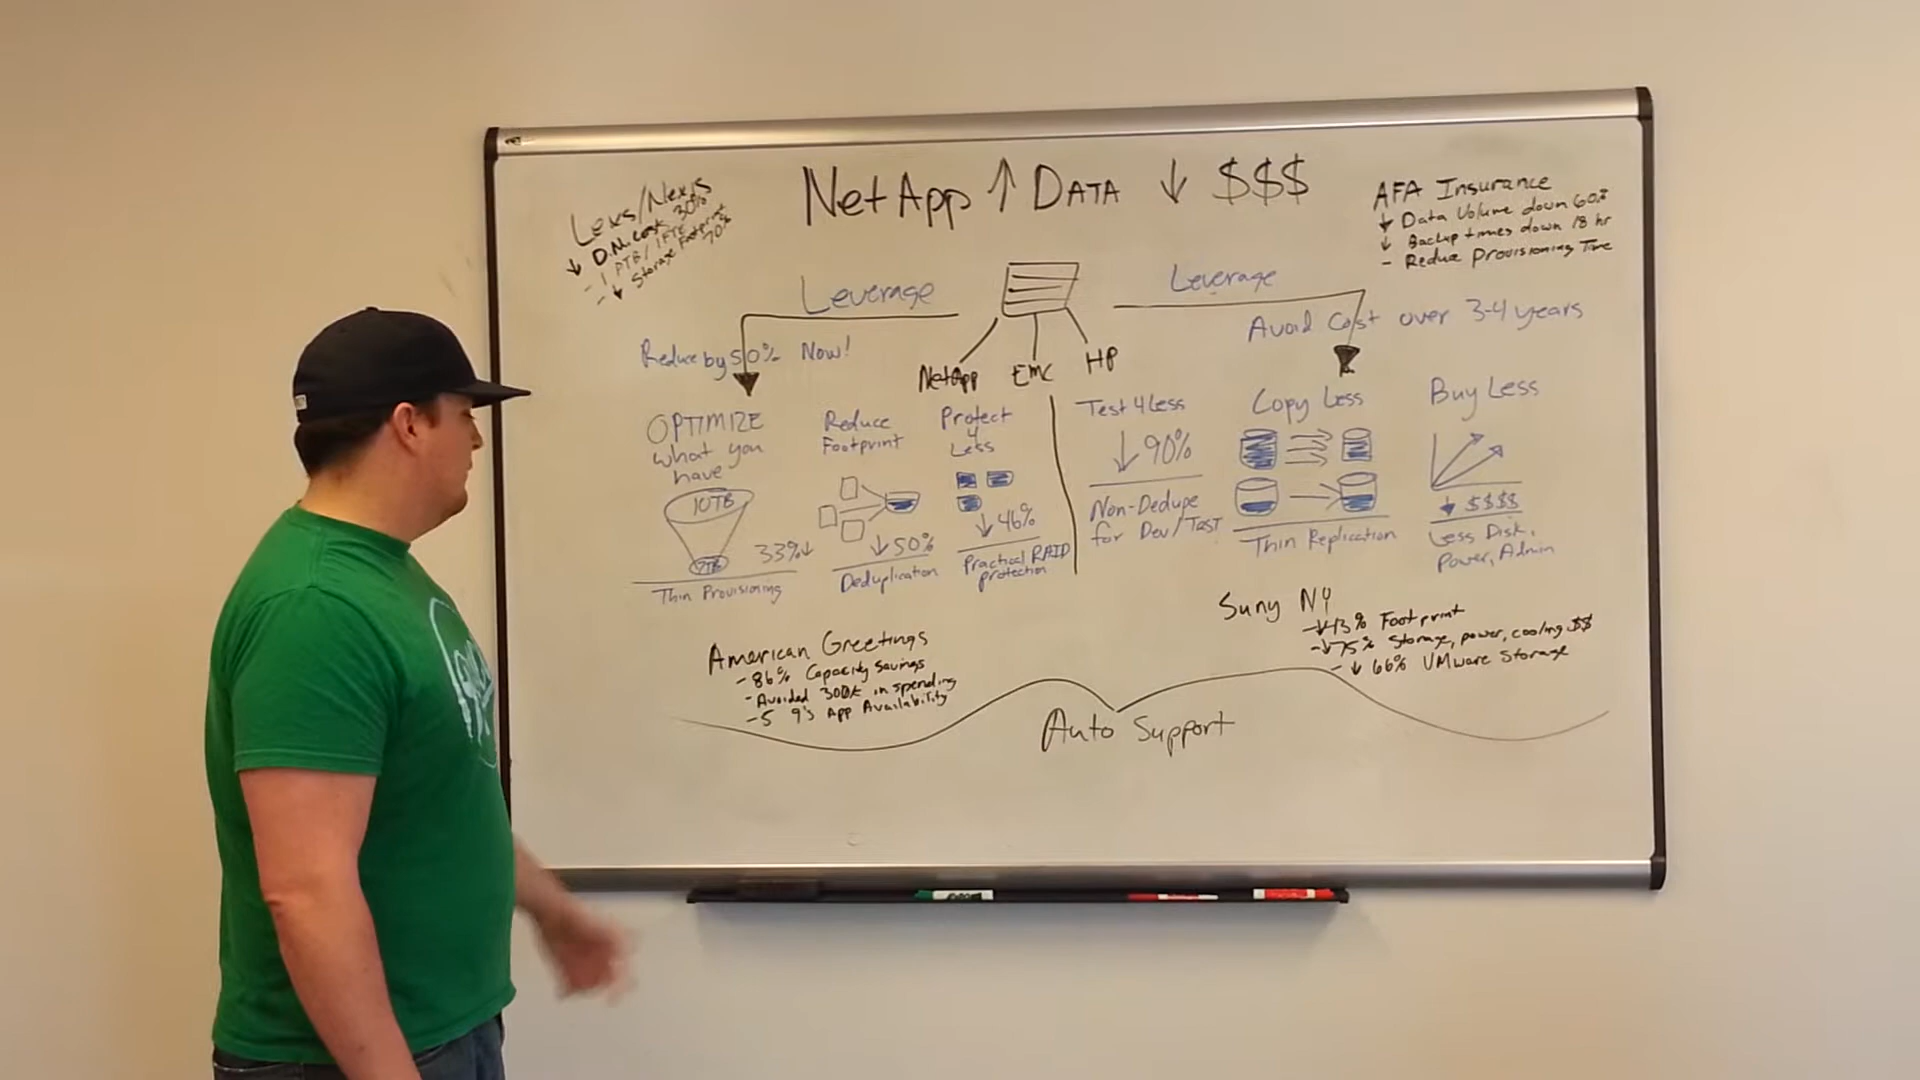 NetApp ↑ DATA ↓ $$$
Lexis/Nexis
↓ D.M. cost 30%
- 1 PTB / 1 FTE
- ↓ Storage Footprint
70%
AFA Insurance
↓ Data Volume down 60%
↓ Backup times down 18 hr
- Reduce Provisioning Time
Leverage
Leverage
Reduce by 50% Now!
Avoid Cost over 3-4 years
NetApp
EMC
HP
OPTIMIZE
what you
have
10TB
7TB
33%↓
Thin Provisioning
Reduce
Footprint
↓50%
Deduplication
Protect
4
Less
↓46%
Practical RAID
protection
Test 4 Less
↓90%
Non-Dedupe
for Dev/Test
Copy Less
Thin Replication
Buy Less
↓ $$$$
Less Disk,
Power, Admin
American Greetings
- 86% Capacity Savings
- Avoided 300K in spending
- 5 9's App Availability
Suny NY
-↓43% Footprint
-↓75% Storage, power, cooling $$
- ↓ 66% VMware Storage
Auto Support